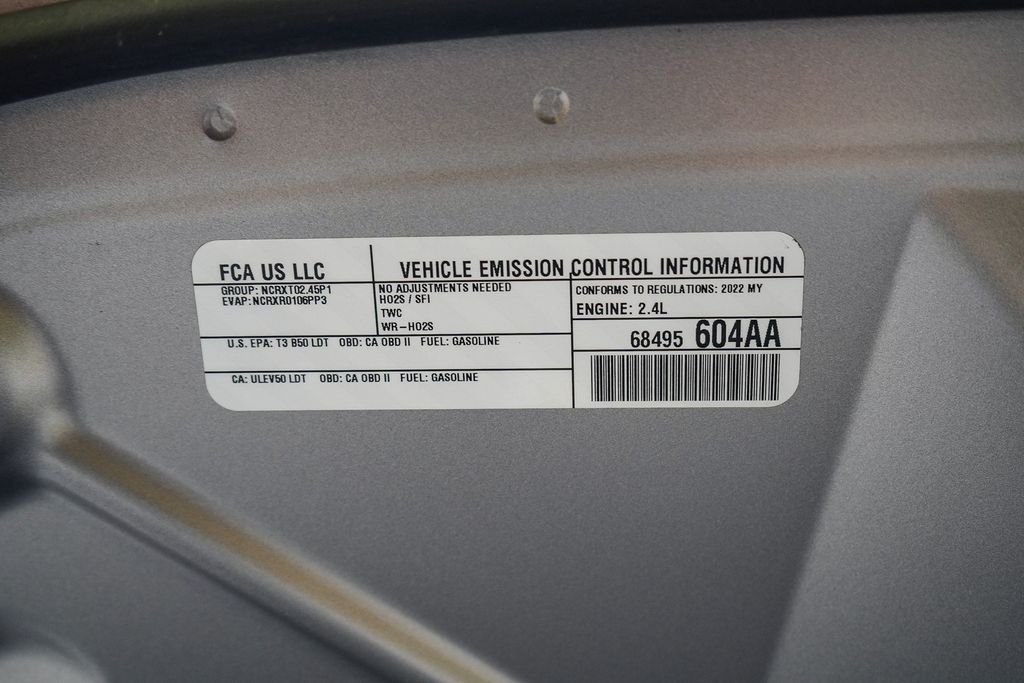 FCA US LLC
VEHICLE EMISSION CONTROL INFORMATION
GROUP: NCRXT02.45P1
EVAP: NCRXR0106PP3
NO ADJUSTMENTS NEEDED
HO2S / SFI
TWC
WR-HO2S
CONFORMS TO REGULATIONS: 2022 MY
ENGINE: 2.4L
68495 604AA
U.S. EPA: T3 B50 LDT OBD: CA OBD II FUEL: GASOLINE
CA: ULEV50 LDT OBD: CA OBD II FUEL: GASOLINE